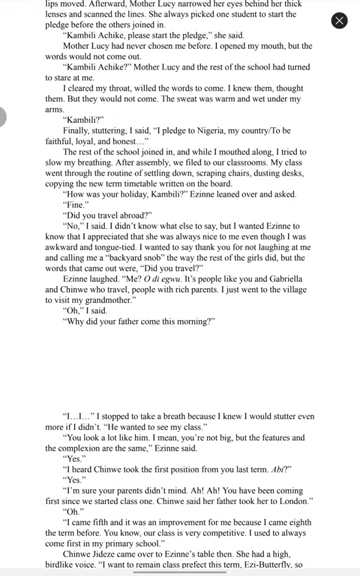 lips moved. Afterward, Mother Lucy narrowed her eyes behind her thick
lenses and scanned the lines. She always picked one student to start the
pledge before the others joined in.
“Kambili Achike, please start the pledge,” she said.
Mother Lucy had never chosen me before. I opened my mouth, but the
words would not come out.
“Kambili Achike?” Mother Lucy and the rest of the school had turned
to stare at me.
I cleared my throat, willed the words to come. I knew them, thought
them. But they would not come. The sweat was warm and wet under my
arms.
“Kambili?”
Finally, stuttering, I said, “I pledge to Nigeria, my country/To be
faithful, loyal, and honest…”
The rest of the school joined in, and while I mouthed along, I tried to
slow my breathing. After assembly, we filed to our classrooms. My class
went through the routine of settling down, scraping chairs, dusting desks,
copying the new term timetable written on the board.
“How was your holiday, Kambili?” Ezinne leaned over and asked.
“Fine.”
“Did you travel abroad?”
“No,” I said. I didn’t know what else to say, but I wanted Ezinne to
know that I appreciated that she was always nice to me even though I was
awkward and tongue-tied. I wanted to say thank you for not laughing at me
and calling me a “backyard snob” the way the rest of the girls did, but the
words that came out were, “Did you travel?”
Ezinne laughed. “Me? O di egwu. It’s people like you and Gabriella
and Chinwe who travel, people with rich parents. I just went to the village
to visit my grandmother.”
“Oh,” I said.
“Why did your father come this morning?”
“I…I…” I stopped to take a breath because I knew I would stutter even
more if I didn’t. “He wanted to see my class.”
“You look a lot like him. I mean, you’re not big, but the features and
the complexion are the same,” Ezinne said.
“Yes.”
“I heard Chinwe took the first position from you last term. Abi?”
“Yes.”
“I’m sure your parents didn’t mind. Ah! Ah! You have been coming
first since we started class one. Chinwe said her father took her to London.”
“Oh.”
“I came fifth and it was an improvement for me because I came eighth
the term before. You know, our class is very competitive. I used to always
come first in my primary school.”
Chinwe Jideze came over to Ezinne’s table then. She had a high,
birdlike voice. “I want to remain class prefect this term, Ezi-Butterfly, so